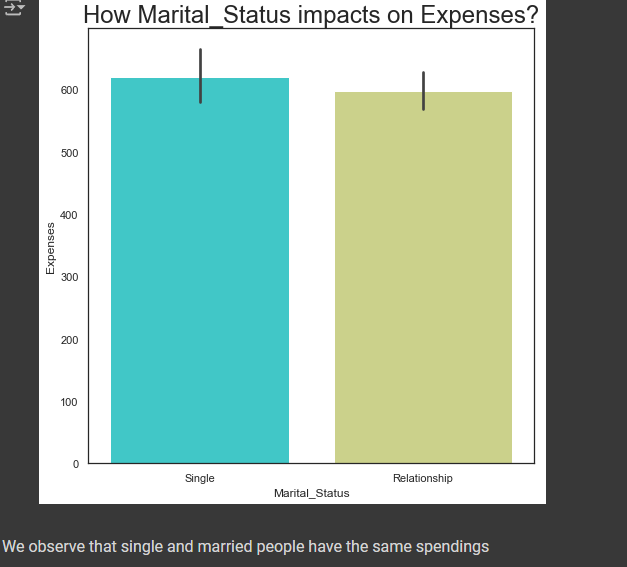 How Marital_Status impacts on Expenses?
600
500
400
300
200
100
0
Expenses
Single Relationship
Marital_Status
We observe that single and married people have the same spendings